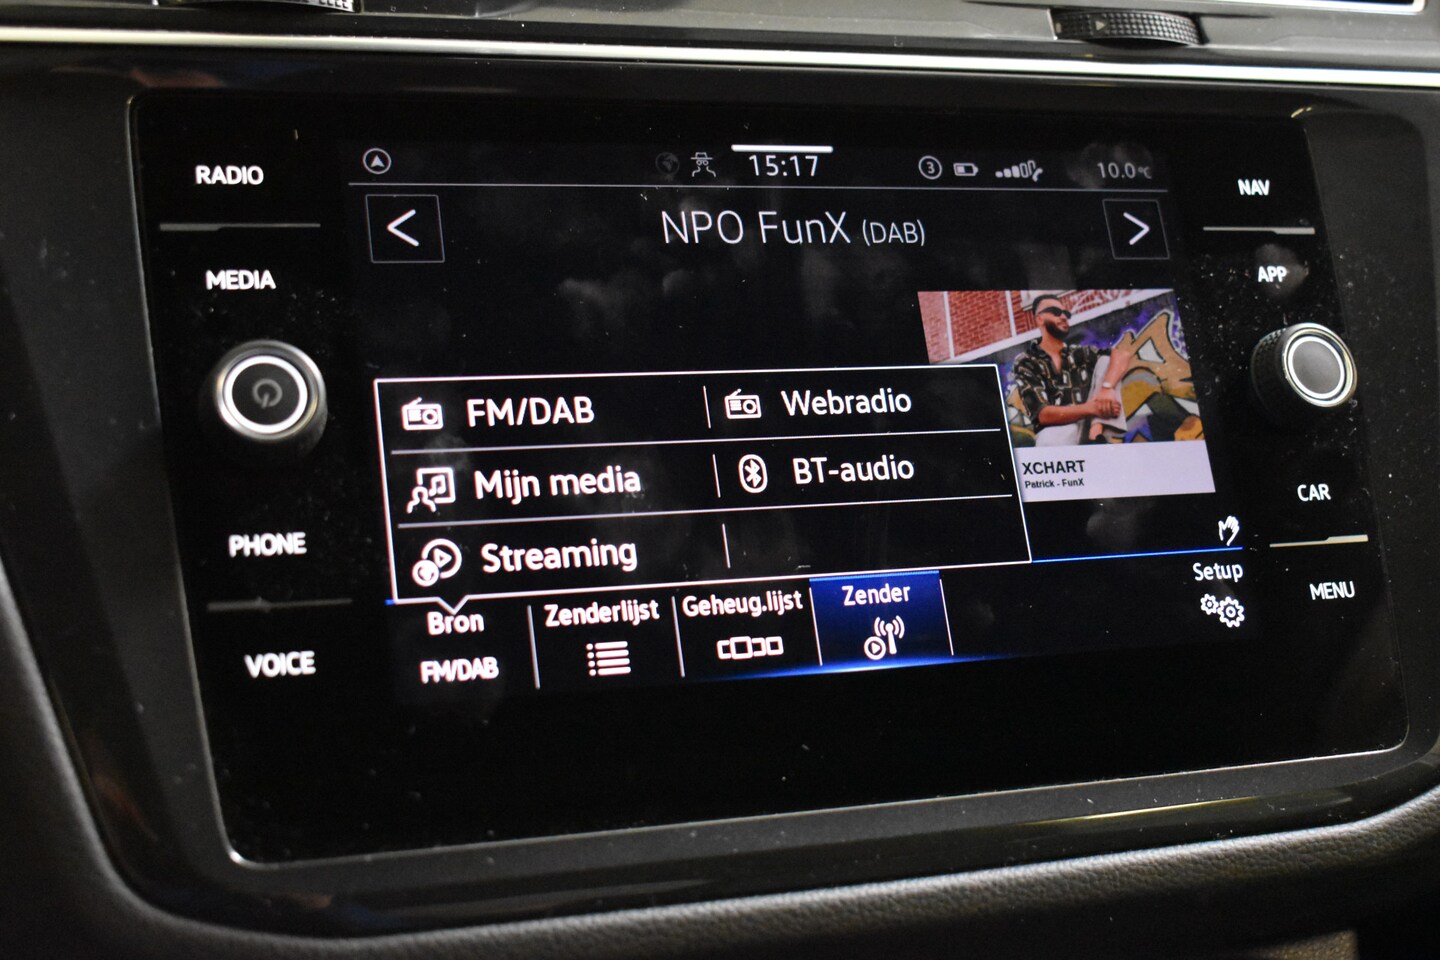 RADIO
MEDIA
PHONE
VOICE
15:17
3
10.0°C
NPO FunX (DAB)
FM/DAB
Webradio
Mijn media
BT-audio
Streaming
XCHART
Patrick - FunX
Bron
FM/DAB
Zenderlijst
Geheug.lijst
Zender
Setup
NAV
APP
CAR
MENU